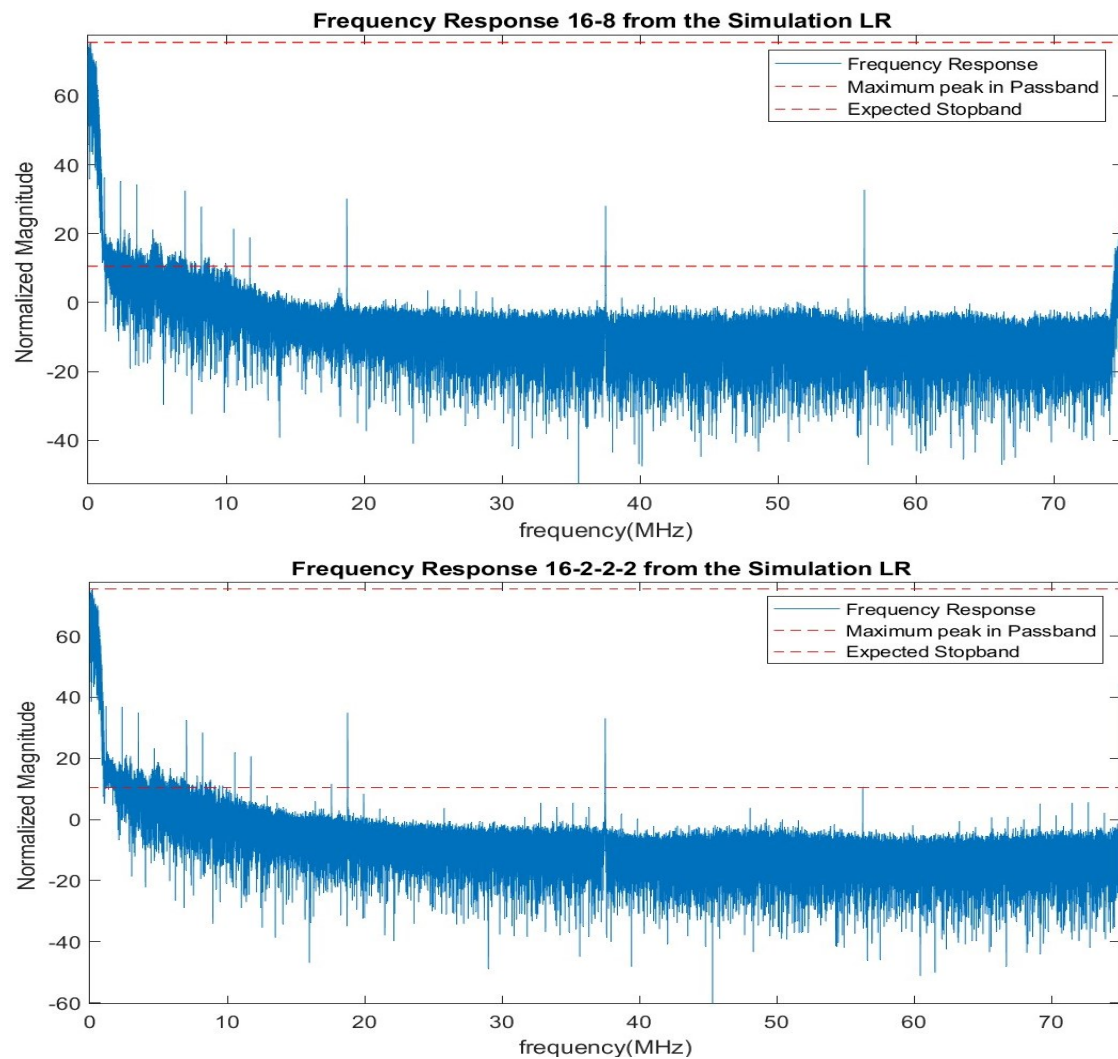 Frequency Response 16-8 from the Simulation LR
Frequency Response
Maximum peak in Passband
Expected Stopband
Normalized Magnitude
60
40
20
0
-20
-40
0 10 20 30 40 50 60 70
frequency(MHz)
Frequency Response 16-2-2-2 from the Simulation LR
Frequency Response
Maximum peak in Passband
Expected Stopband
Normalized Magnitude
60
40
20
0
-20
-40
-60
0 10 20 30 40 50 60 70
frequency(MHz)